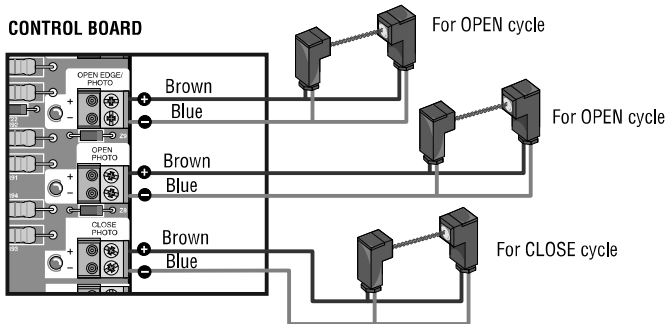 CONTROL BOARD
For OPEN cycle
OPEN EDGE/
PHOTO
+
-
Brown
Blue
For OPEN cycle
OPEN
PHOTO
+
-
Brown
Blue
CLOSE
PHOTO
+
-
Brown
Blue
For CLOSE cycle